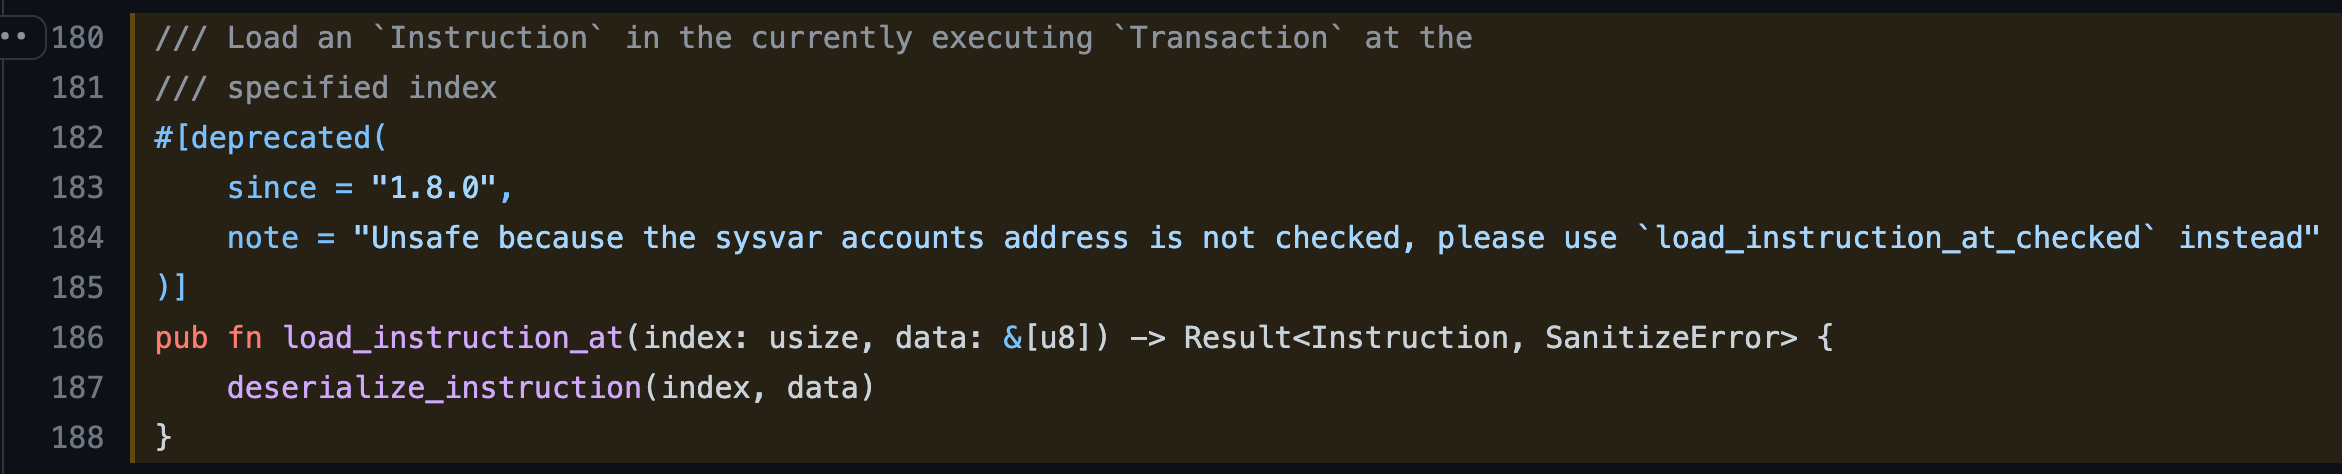 180 /// Load an `Instruction` in the currently executing `Transaction` at the
181 /// specified index
182 #[deprecated(
183     since = "1.8.0",
184     note = "Unsafe because the sysvar accounts address is not checked, please use `load_instruction_at_checked` instead"
185 )]
186 pub fn load_instruction_at(index: usize, data: &[u8]) -> Result<Instruction, SanitizeError> {
187     deserialize_instruction(index, data)
188 }